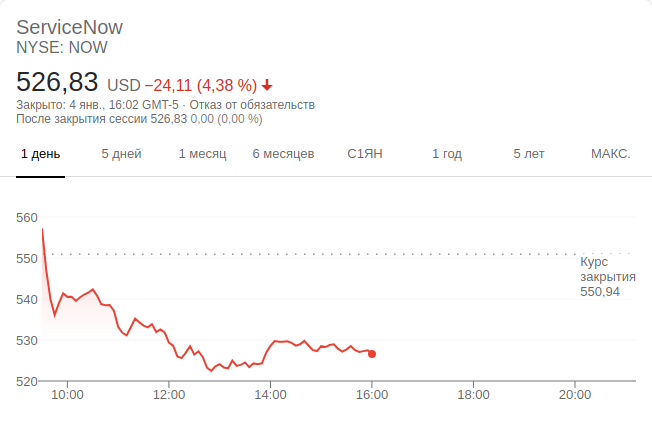 ServiceNow
NYSE: NOW
526,83 USD −24,11 (4,38 %)
Закрыто: 4 янв., 16:02 GMT-5 · Отказ от обязательств
После закрытия сессии 526,83 0,00 (0,00 %)
1 день 5 дней 1 месяц 6 месяцев С1ЯН 1 год 5 лет МАКС.
560
550
Курс
закрытия
550,94
540
530
520
10:00 12:00 14:00 16:00 18:00 20:00